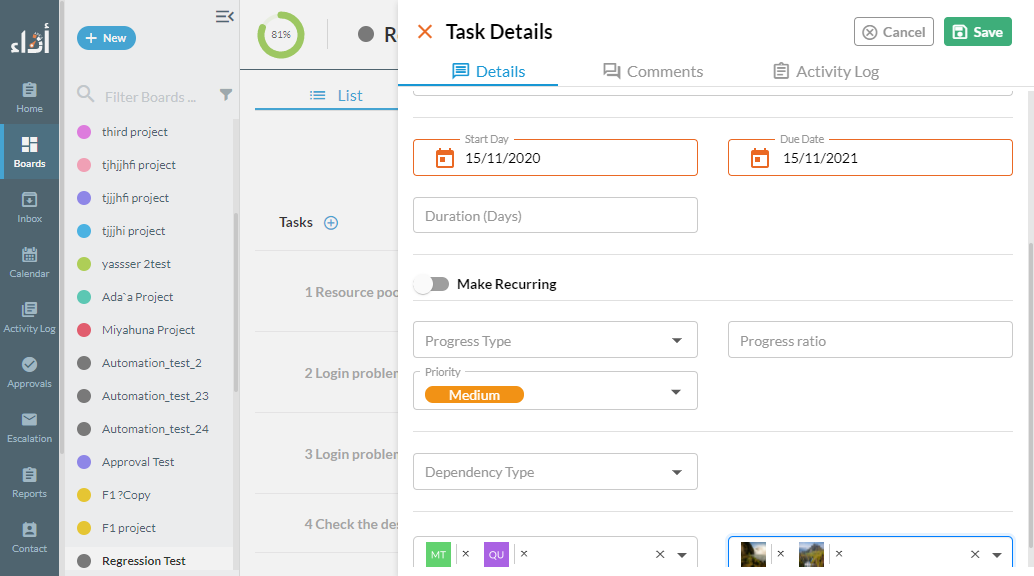 أداء
Home
Boards
Inbox
Calendar
Activity Log
Approvals
Escalation
Reports
Contact
+ New
Filter Boards ...
third project
tjhjjhfi project
tjjjhfi project
tjjjhi project
yassser 2test
Ada`a Project
Miyahuna Project
Automation_test_2
Automation_test_23
Automation_test_24
Approval Test
F1 ?Copy
F1 project
Regression Test
81%
R
List
Tasks
1 Resource poo
2 Login probler
3 Login probler
4 Check the des
Task Details
Cancel
Save
Details
Comments
Activity Log
Start Day
15/11/2020
Due Date
15/11/2021
Duration (Days)
Make Recurring
Progress Type
Progress ratio
Priority
Medium
Dependency Type
MT
QU